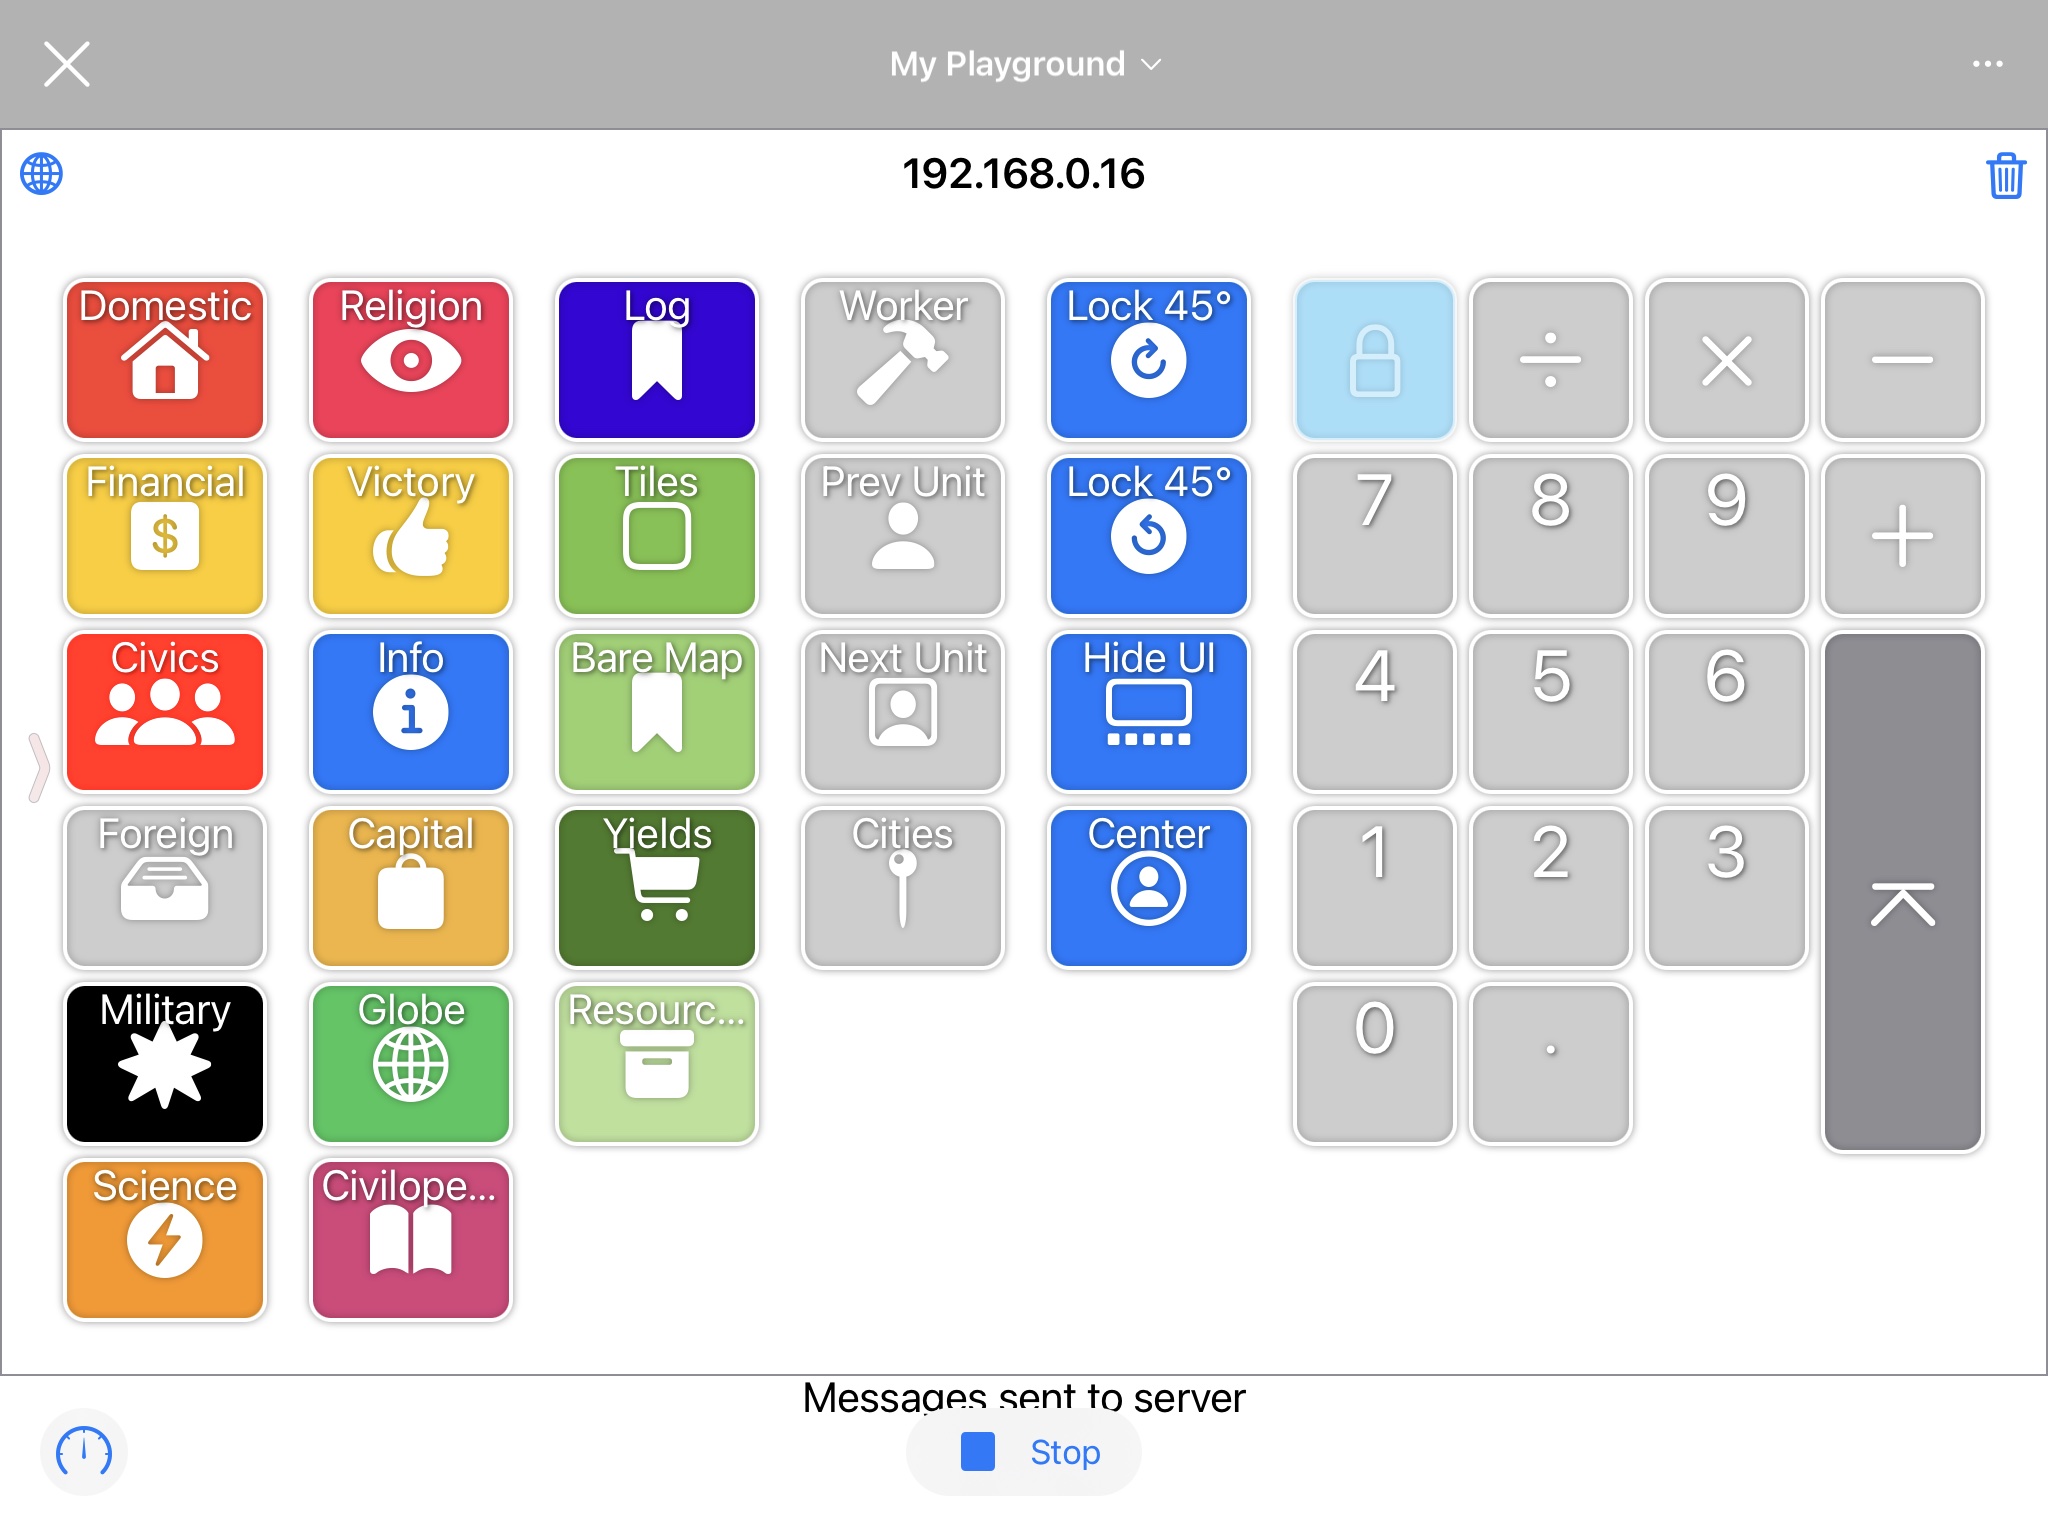 My Playground
192.168.0.16
Domestic
Religion
Log
Worker
Lock 45°
÷
×
−
Financial
$
Victory
Tiles
Prev Unit
Lock 45°
7
8
9
+
Civics
Info
i
Bare Map
Next Unit
Hide UI
4
5
6
Foreign
Capital
Yields
Cities
Center
1
2
3
Military
Globe
Resourc...
0
.
Science
Civilope...
Messages sent to server
Stop